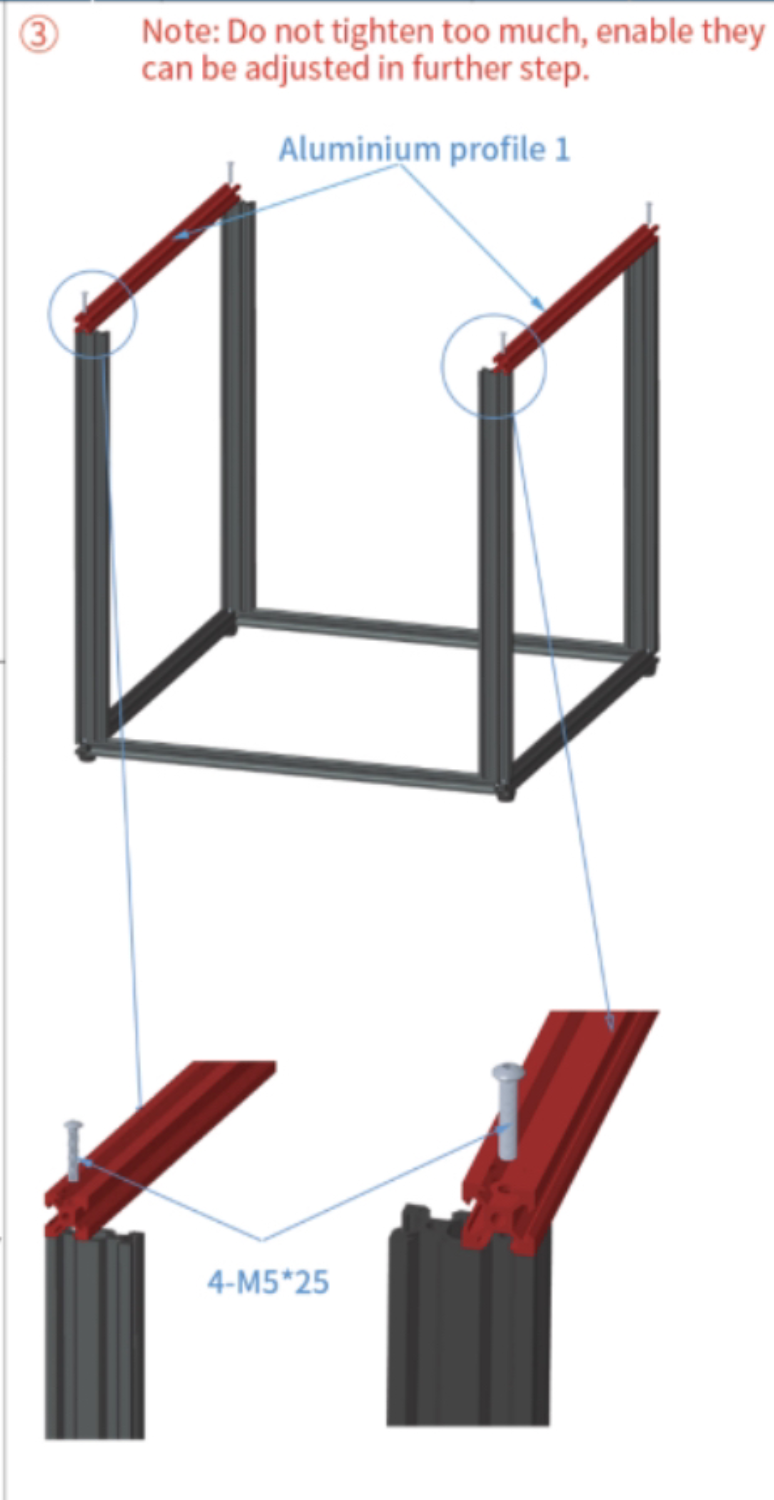 ③ Note: Do not tighten too much, enable they
can be adjusted in further step.
Aluminium profile 1
4-M5*25